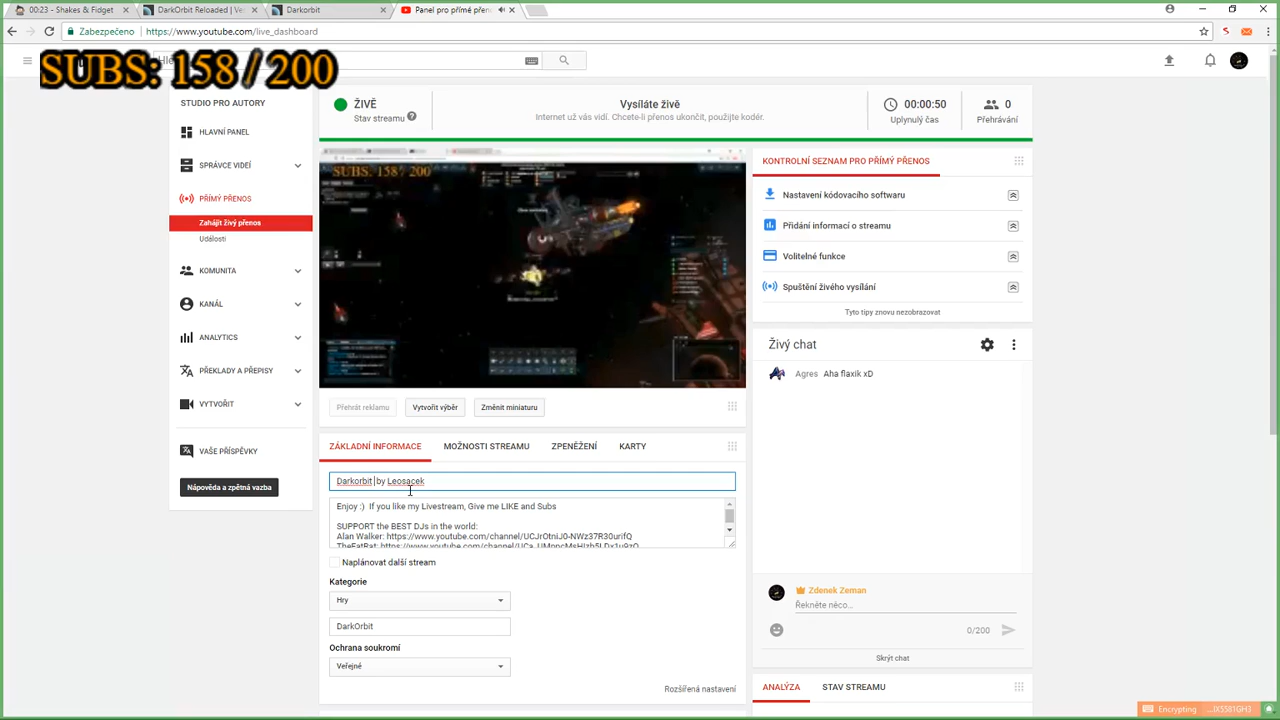 00:23 - Shakes & Fidget
DarkOrbit Reloaded | Ve
Darkorbit
Panel pro přímé přen
Zabezpečeno
https://www.youtube.com/live_dashboard
SUBS: 158 / 200
STUDIO PRO AUTORY
HLAVNÍ PANEL
SPRÁVCE VIDEÍ
PŘÍMÝ PŘENOS
Zahájit živý přenos
Události
KOMUNITA
KANÁL
ANALYTICS
PŘEKLADY A PŘEPISY
VYTVOŘIT
VAŠE PŘÍSPĚVKY
Nápověda a zpětná vazba
ŽIVĚ
Stav streamu
Vysíláte živě
Internet už vás vidí. Chcete-li přenos ukončit, použijte kodér.
00:00:50
Uplynulý čas
0
Přehrávání
SUBS: 158 / 200
Přehrát reklamu
Vytvořit výběr
Změnit miniaturu
ZÁKLADNÍ INFORMACE
MOŽNOSTI STREAMU
ZPENĚŽENÍ
KARTY
Darkorbit by Leosacek
Enjoy :) If you like my Livestream, Give me LIKE and Subs
SUPPORT the BEST DJs in the world:
Alan Walker: https://www.youtube.com/channel/UCJrOtniJ0-NWz37R30urifQ
Naplánovat další stream
Kategorie
Hry
DarkOrbit
Ochrana soukromí
Veřejné
Rozšířená nastavení
KONTROLNÍ SEZNAM PRO PŘÍMÝ PŘENOS
Nastavení kódovacího softwaru
Přidání informací o streamu
Volitelné funkce
Spuštění živého vysílání
Tyto tipy znovu nezobrazovat
Živý chat
Agres Aha flaxik xD
Zdenek Zeman
Řekněte něco...
0/200
Skrýt chat
ANALÝZA
STAV STREAMU
Encrypting
...IX5581GH3